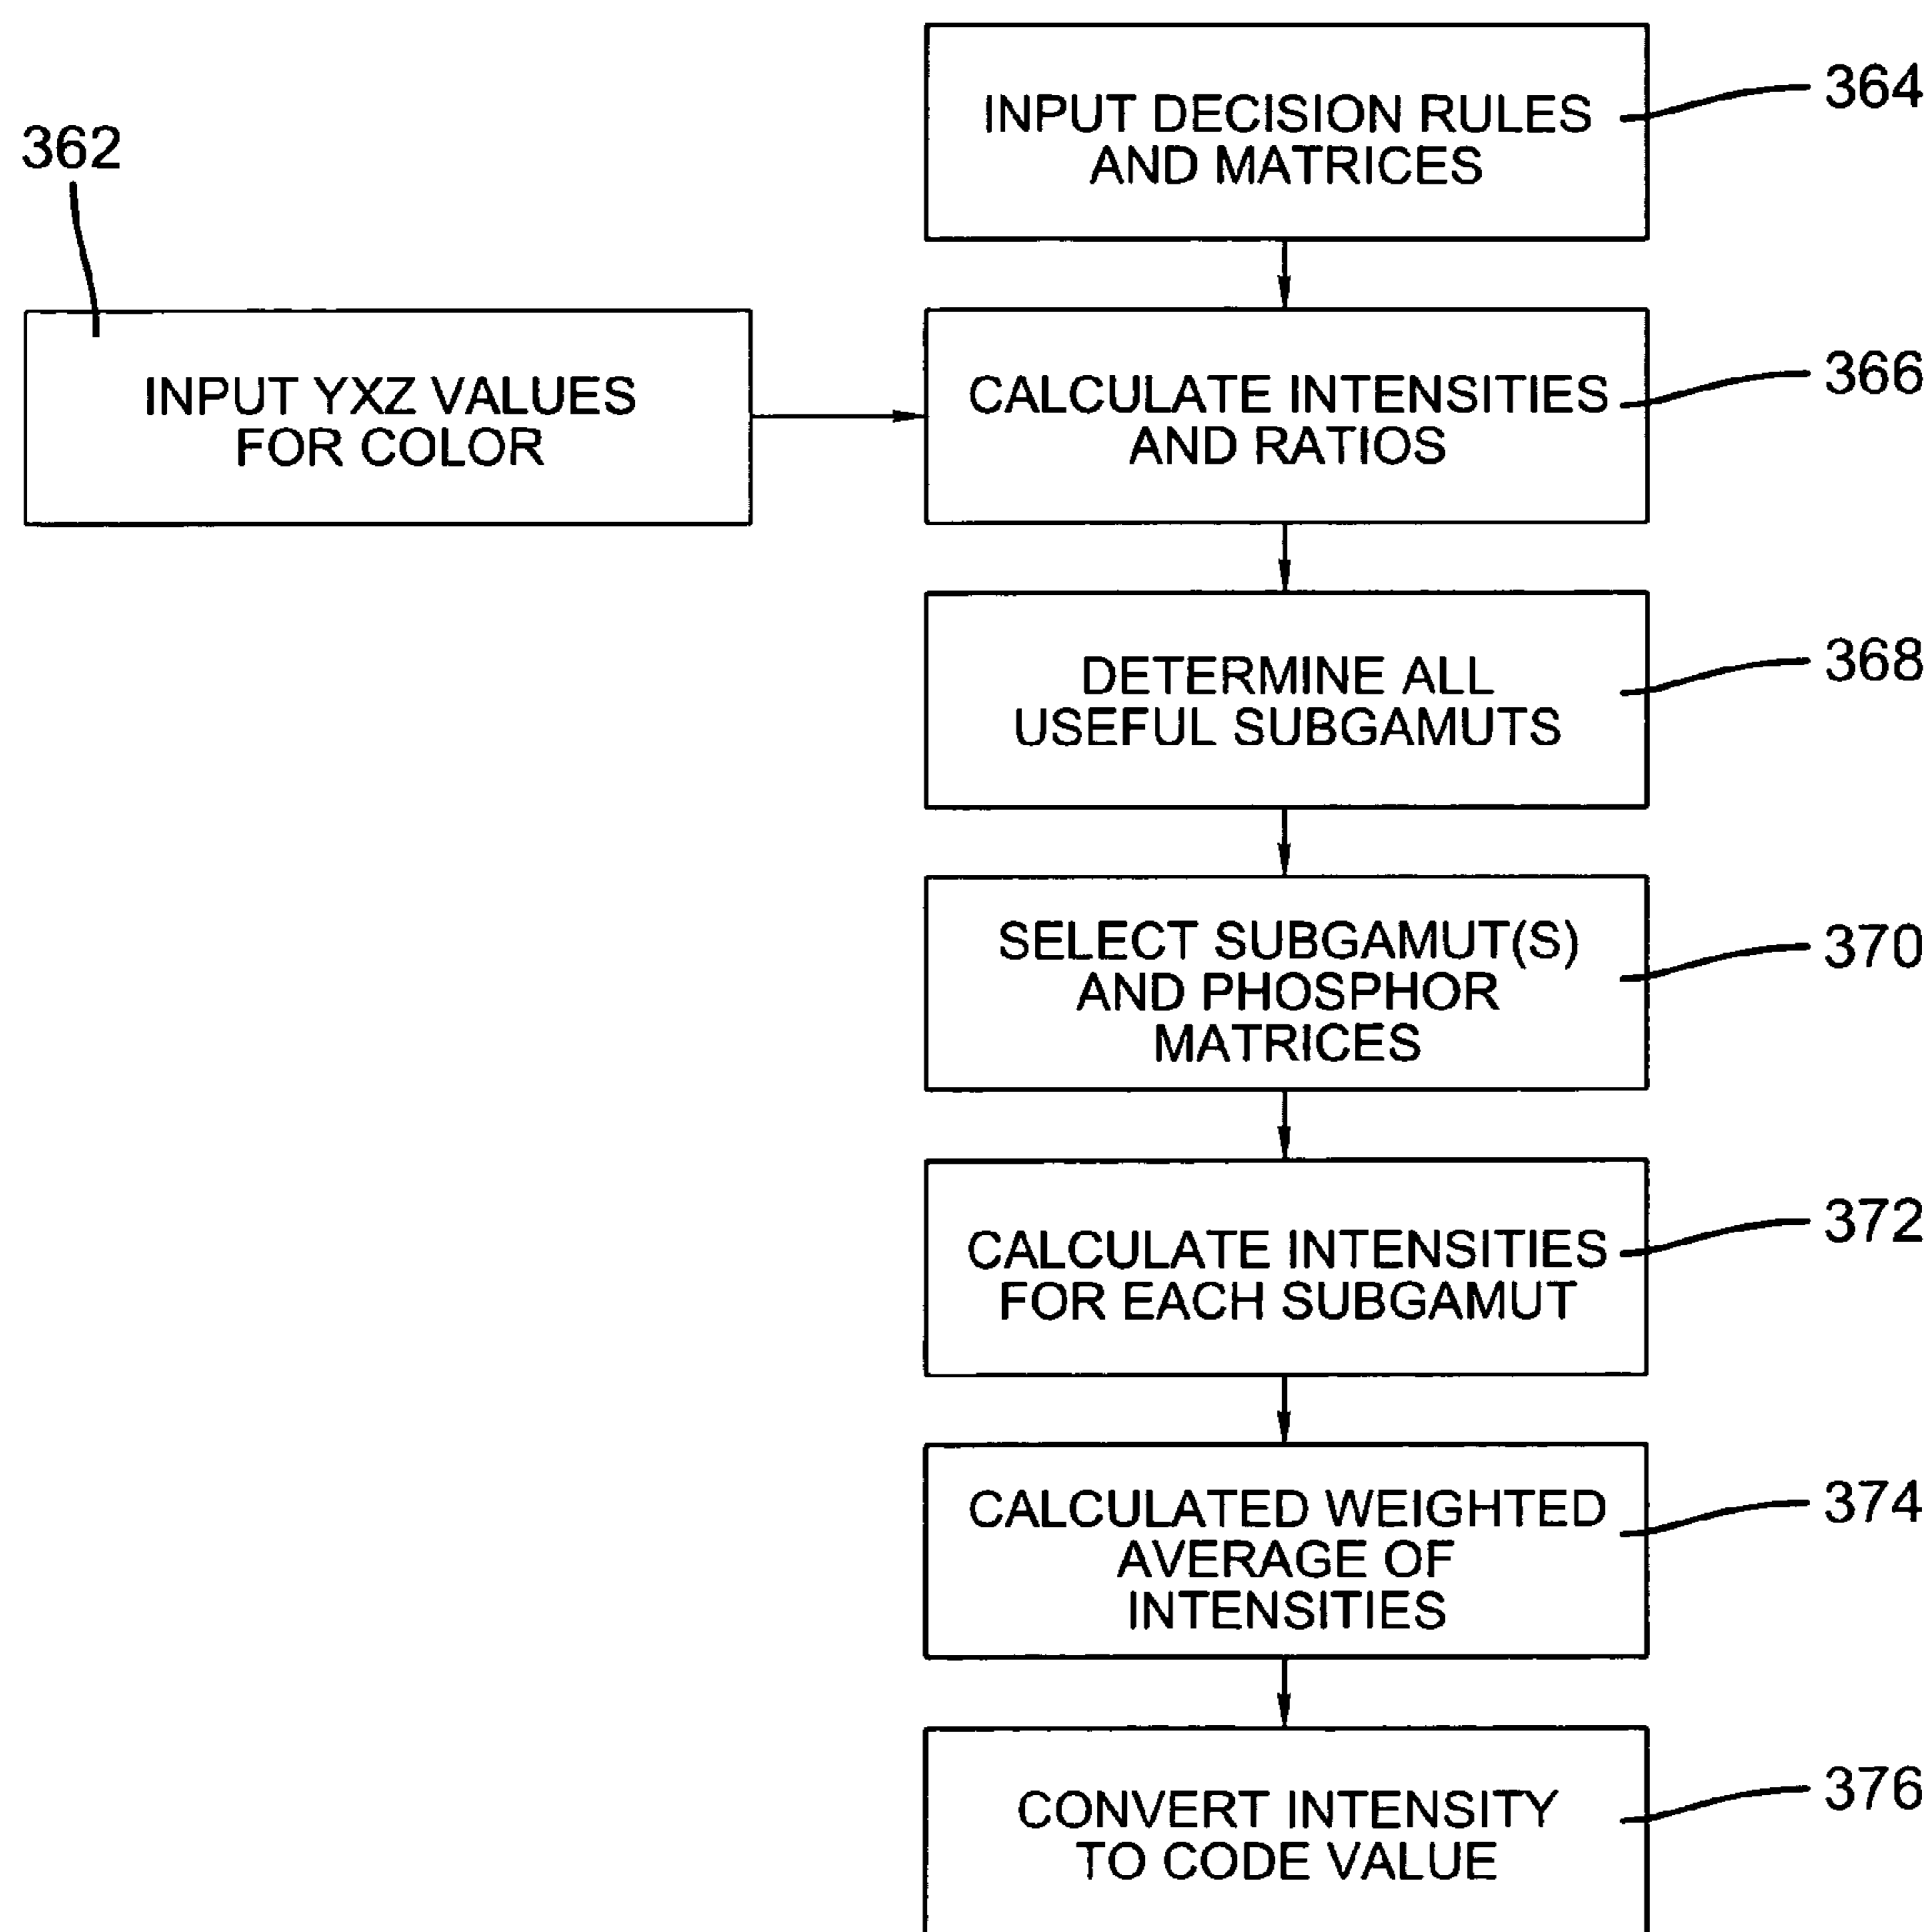 364
INPUT DECISION RULES
AND MATRICES
362
INPUT YXZ VALUES
FOR COLOR
366
CALCULATE INTENSITIES
AND RATIOS
368
DETERMINE ALL
USEFUL SUBGAMUTS
370
SELECT SUBGAMUT(S)
AND PHOSPHOR
MATRICES
372
CALCULATE INTENSITIES
FOR EACH SUBGAMUT
374
CALCULATED WEIGHTED
AVERAGE OF
INTENSITIES
376
CONVERT INTENSITY
TO CODE VALUE